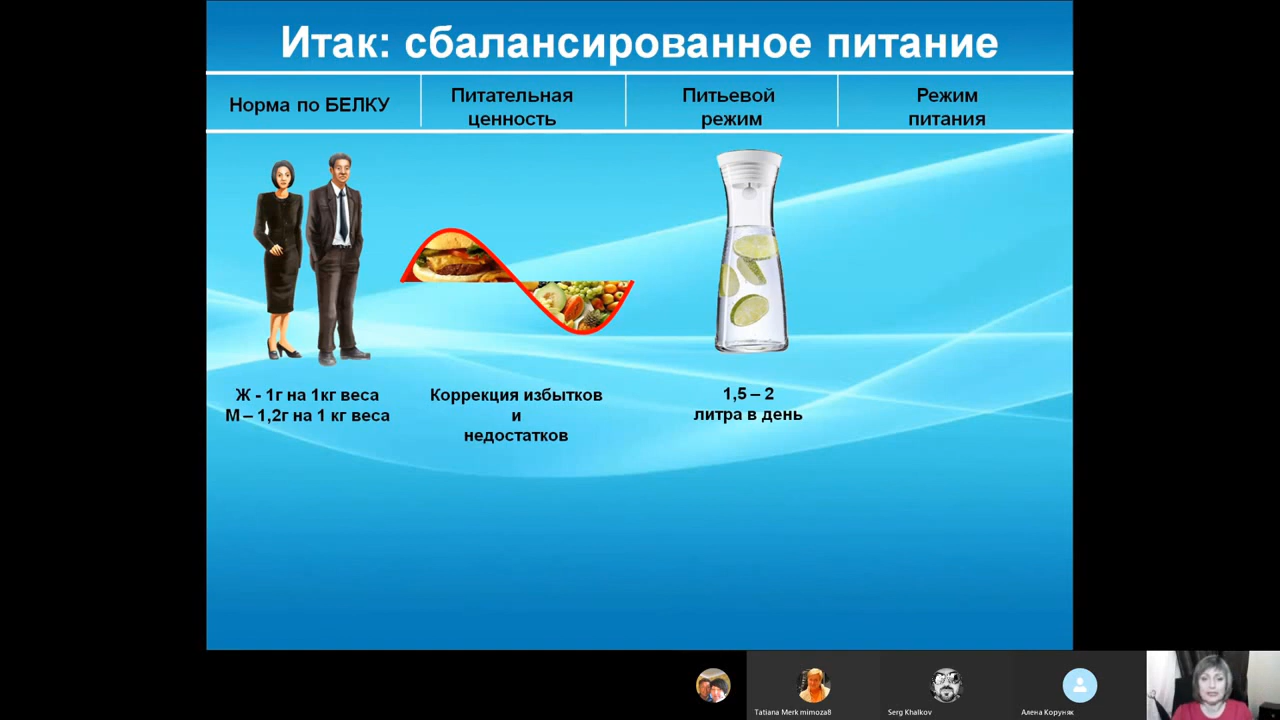 Итак: сбалансированное питание
Норма по БЕЛКУ
Питательная
ценность
Питьевой
режим
Режим
питания
Ж - 1г на 1кг веса
М – 1,2г на 1 кг веса
Коррекция избытков
и
недостатков
1,5 – 2
литра в день
Tatiana Merk mimoza8
Serg Khalkov
Алена Коруняк